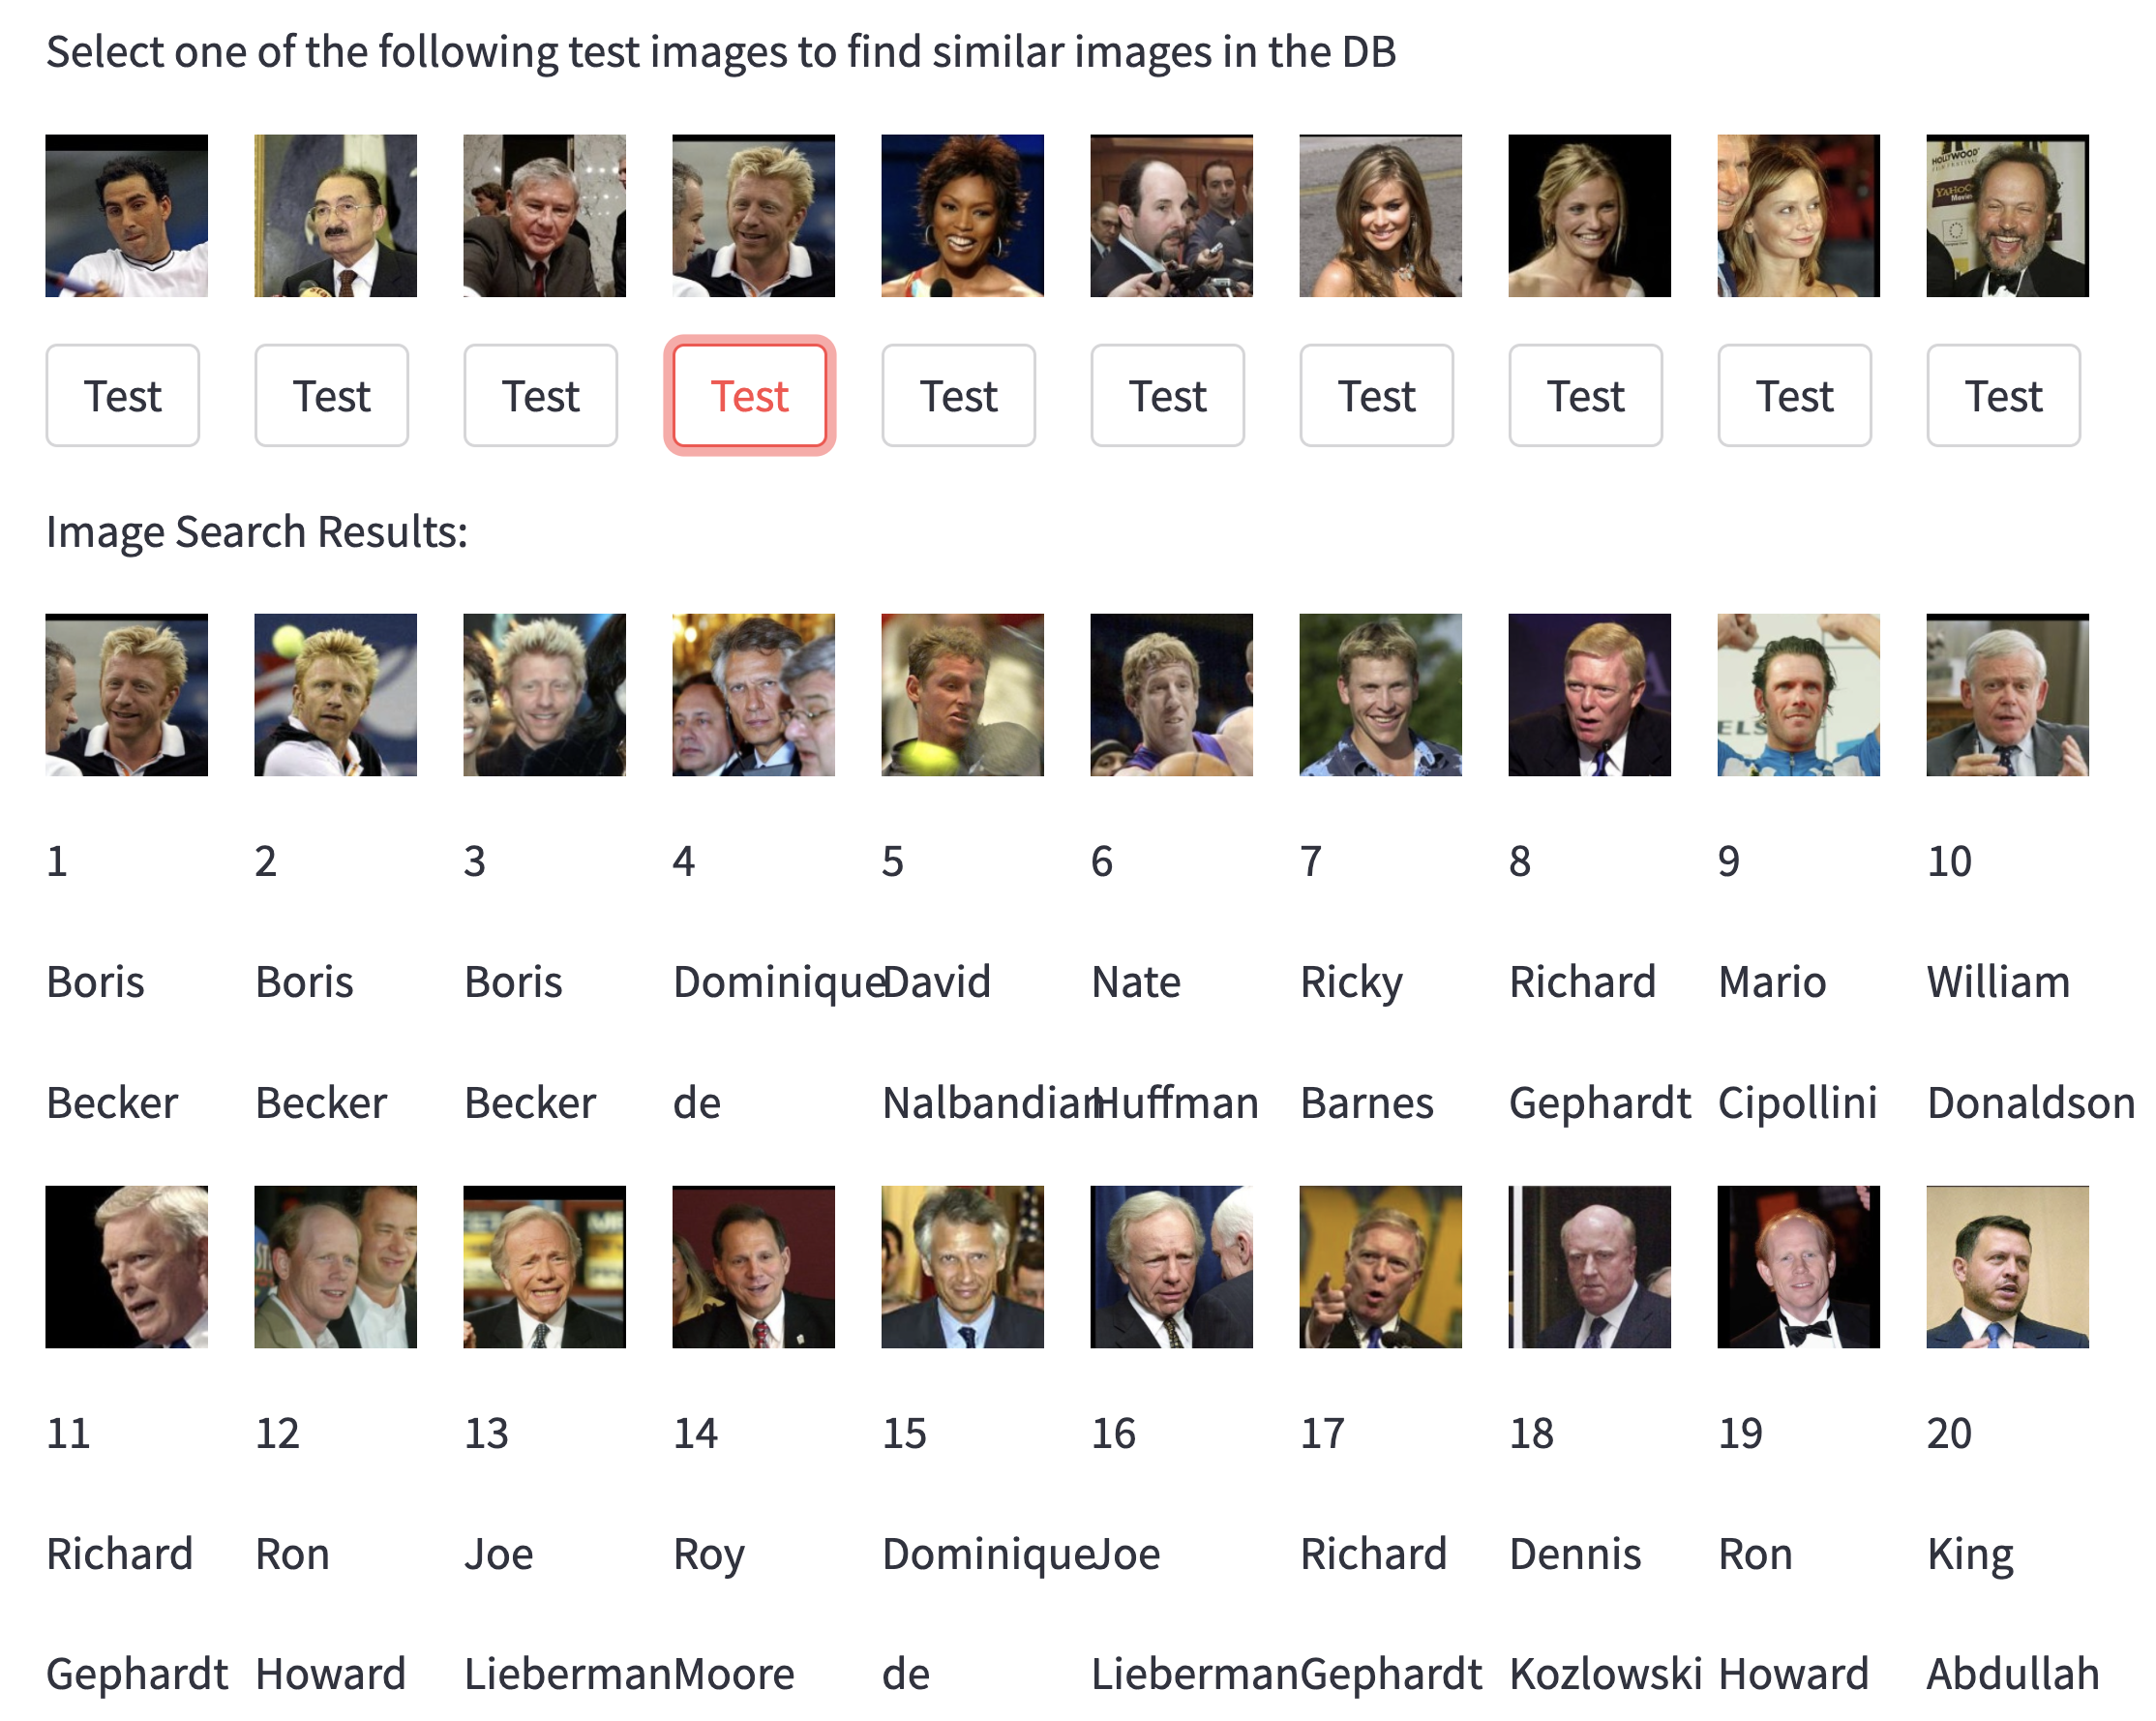 Select one of the following test images to find similar images in the DB
HOLLYWOOD
YAHOO!
Movies
Test Test Test Test Test Test Test Test Test Test
Image Search Results:
ELS
1 2 3 4 5 6 7 8 9 10
Boris Boris Boris Dominique David Nate Ricky Richard Mario William
Becker Becker Becker de Nalbandian Huffman Barnes Gephardt Cipollini Donaldson
11 12 13 14 15 16 17 18 19 20
Richard Ron Joe Roy Dominique Joe Richard Dennis Ron King
Gephardt Howard Lieberman Moore de Lieberman Gephardt Kozlowski Howard Abdullah